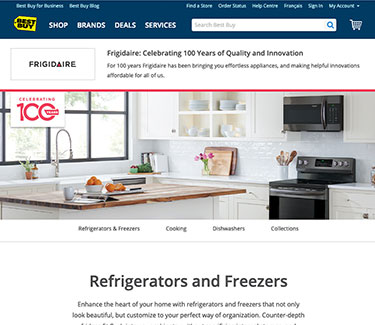 Best Buy for Business Best Buy Blog
Find a Store Order Status Help Centre Français Sign In My Account
BEST BUY
SHOP BRANDS DEALS SERVICES
Search Best Buy
FRIGIDAIRE
Frigidaire: Celebrating 100 Years of Quality and Innovation
For 100 years Frigidaire has been bringing you effortless appliances, and making helpful innovations
affordable for all of us.
CELEBRATING
100
YEARS
Refrigerators & Freezers Cooking Dishwashers Collections
Refrigerators and Freezers
Enhance the heart of your home with refrigerators and freezers that not only
look beautiful, but customize to your perfect way of organization. Counter-depth